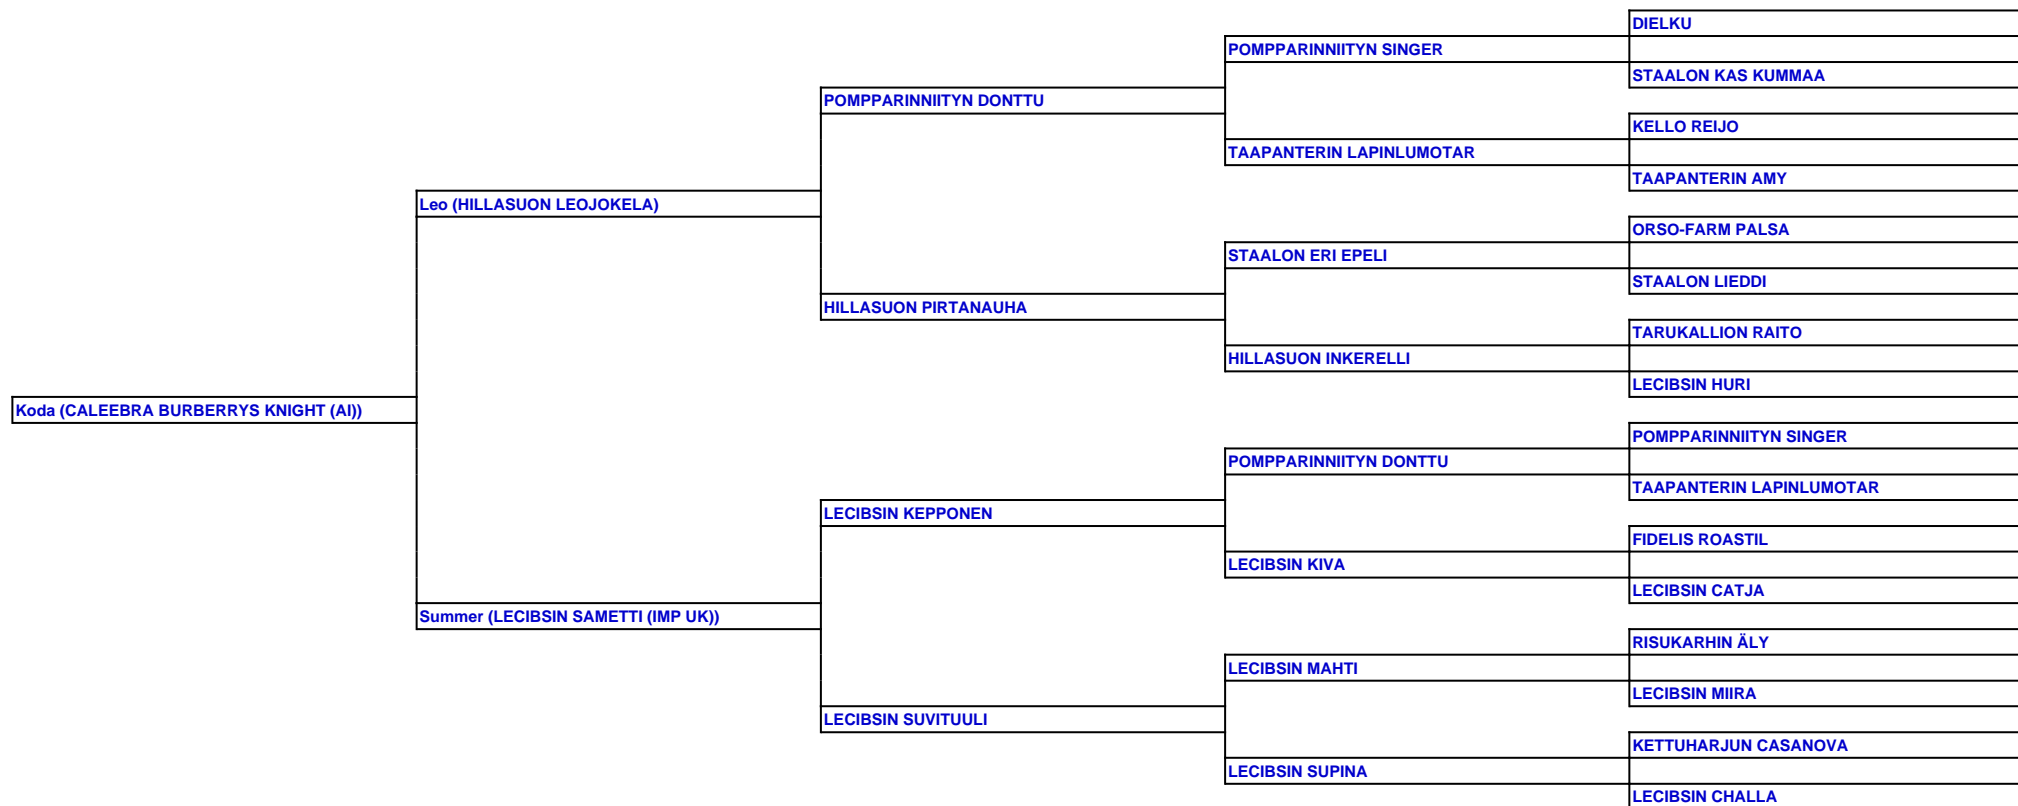 DIELKU
POMPPARINNIITYN SINGER
STAALON KAS KUMMAA
POMPPARINNIITYN DONTTU
KELLO REIJO
TAAPANTERIN LAPINLUMOTAR
TAAPANTERIN AMY
Leo (HILLASUON LEOJOKELA)
ORSO-FARM PALSA
STAALON ERI EPELI
STAALON LIEDDI
HILLASUON PIRTANAUHA
TARUKALLION RAITO
HILLASUON INKERELLI
LECIBSIN HURI
Koda (CALEEBRA BURBERRYS KNIGHT (AI))
POMPPARINNIITYN SINGER
POMPPARINNIITYN DONTTU
TAAPANTERIN LAPINLUMOTAR
LECIBSIN KEPPONEN
FIDELIS ROASTIL
LECIBSIN KIVA
LECIBSIN CATJA
Summer (LECIBSIN SAMETTI (IMP UK))
RISUKARHIN ÄLY
LECIBSIN MAHTI
LECIBSIN MIIRA
LECIBSIN SUVITUULI
KETTUHARJUN CASANOVA
LECIBSIN SUPINA
LECIBSIN CHALLA